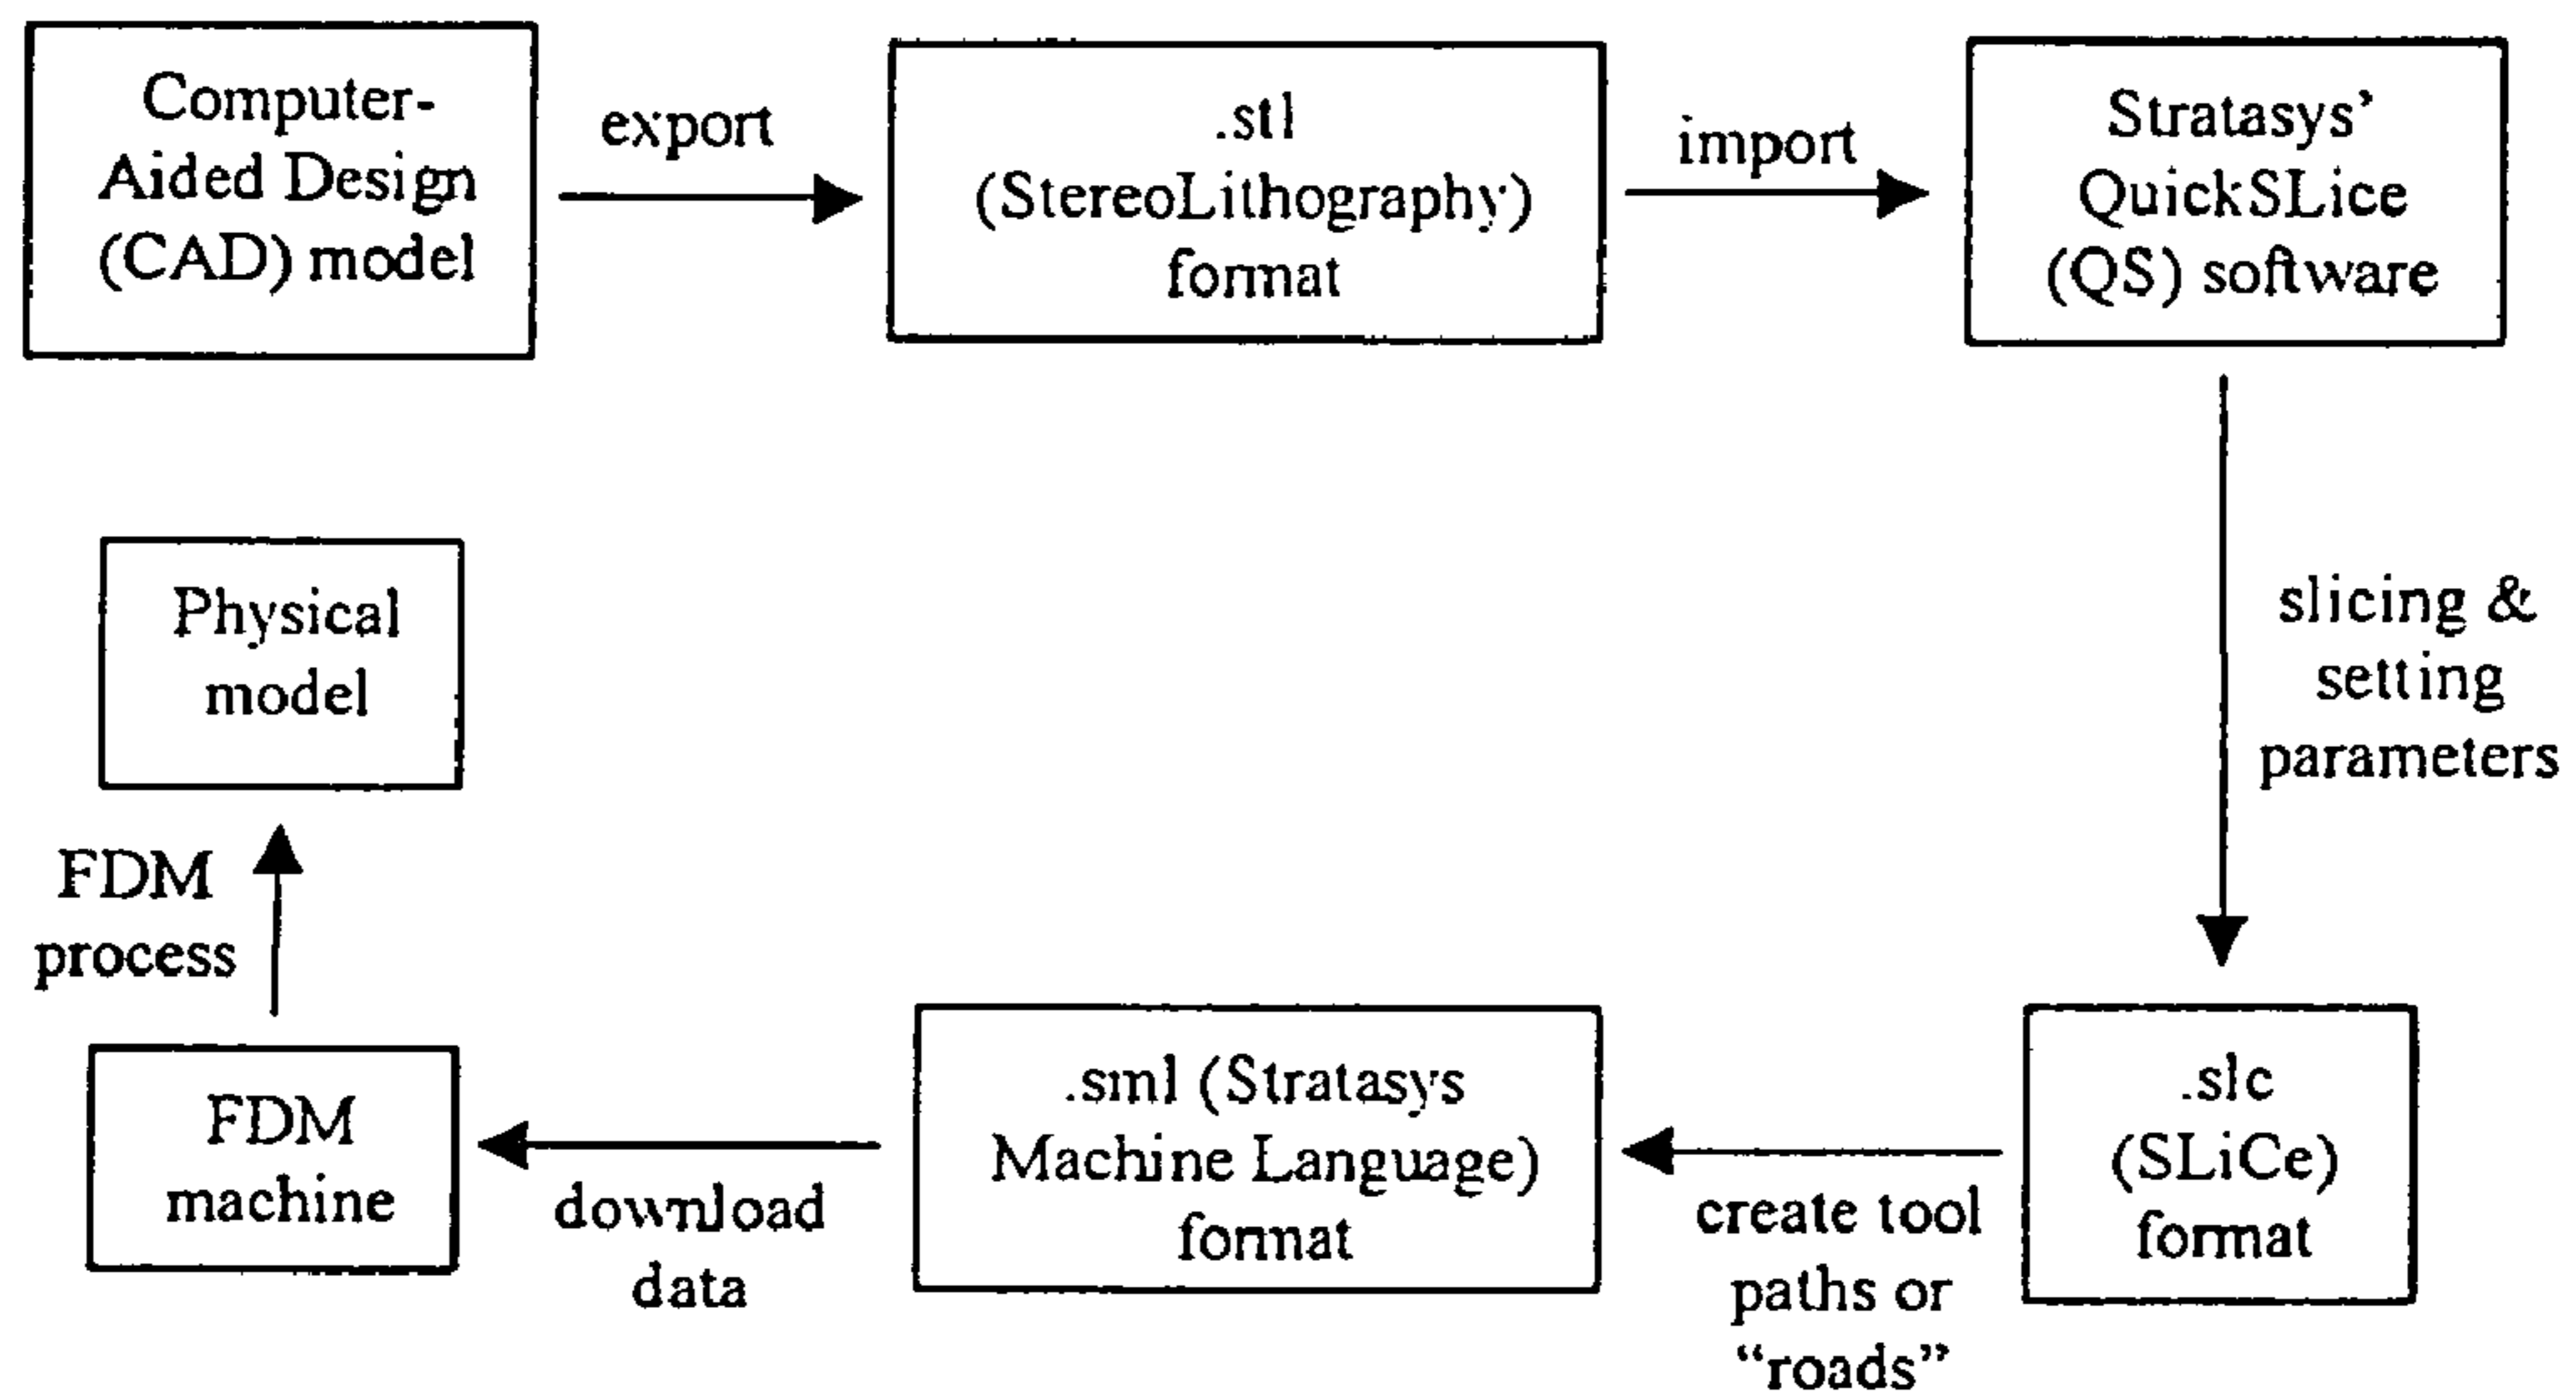 Computer-
Aided Design
(CAD) model
export
.stl
(StereoLithography)
format
import
Stratasys’
QuickSLice
(QS) software
slicing &
setting
parameters
.slc
(SLiCe)
format
create tool
paths or
“roads”
.sml (Stratasys
Machine Language)
format
download
data
FDM
machine
FDM
process
Physical
model